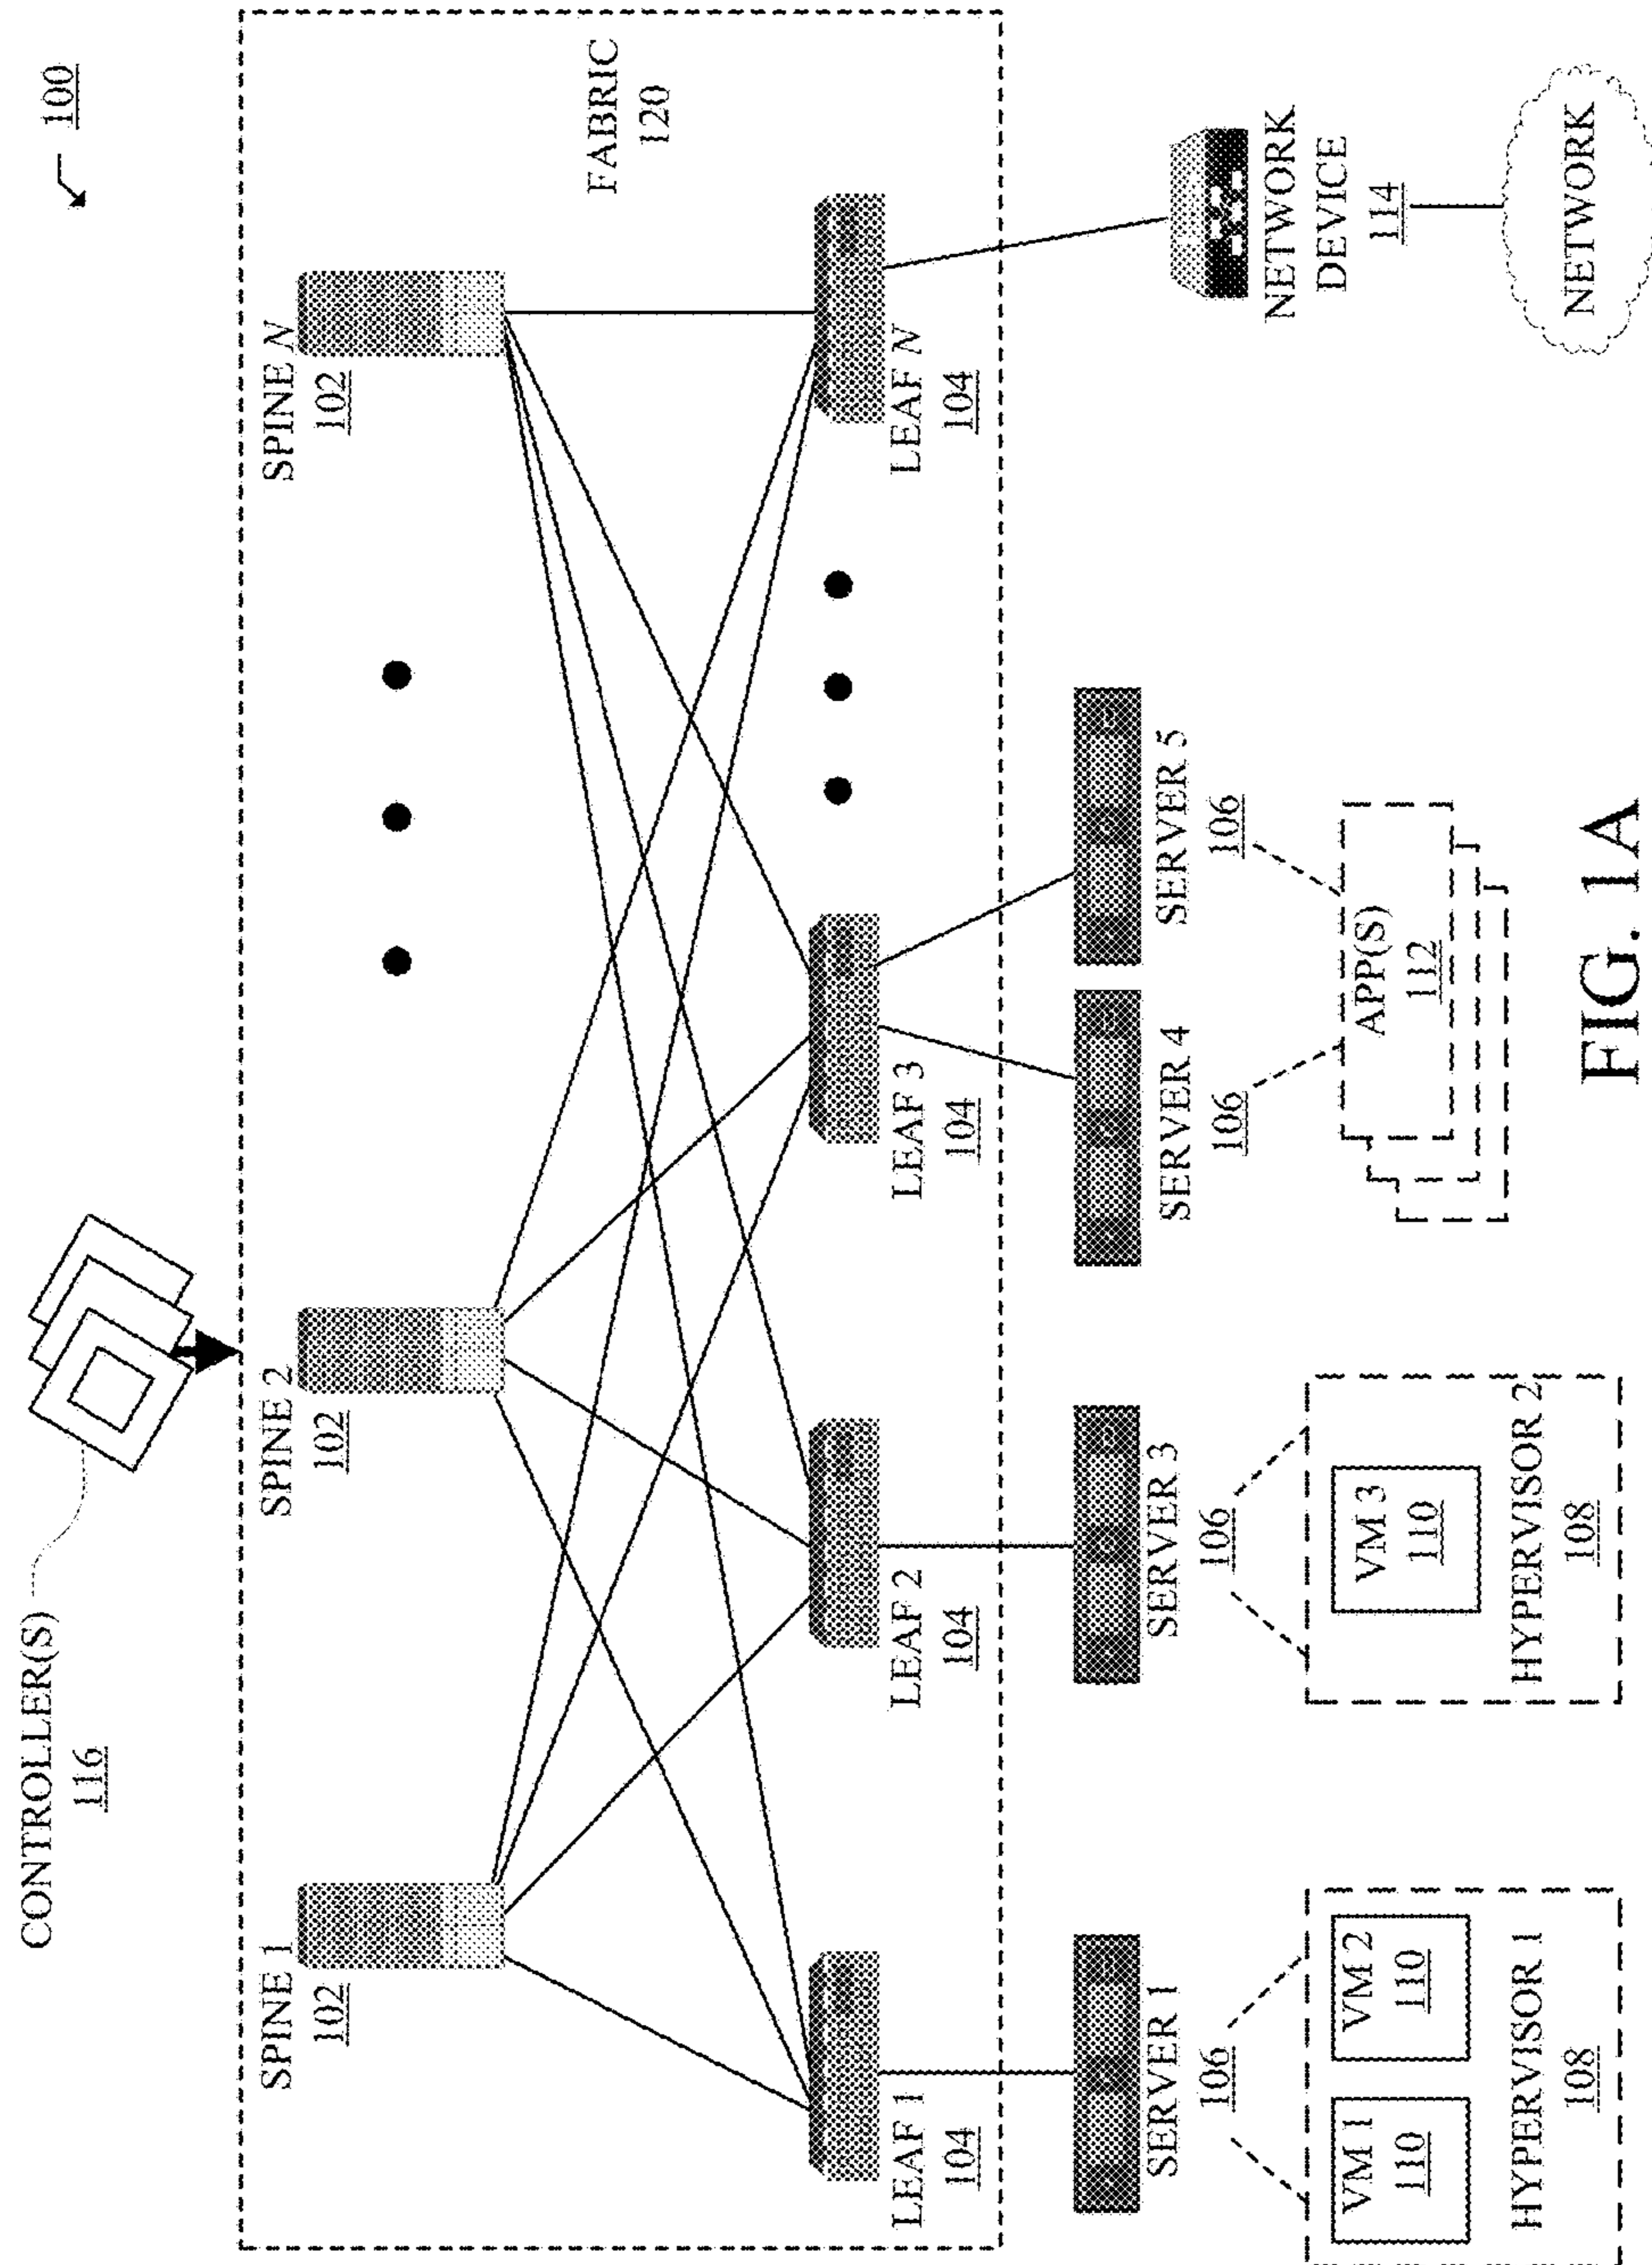 100
CONTROLLER(S)
116
SPINE 1
102
SPINE 2
102
SPINE N
102
FABRIC
120
LEAF 1
104
LEAF 2
104
LEAF 3
104
LEAF N
104
SERVER 1
106
SERVER 3
106
SERVER 4
106
SERVER 5
106
NETWORK
DEVICE
114
VM 1
110
VM 2
110
HYPERVISOR 1
108
VM 3
110
HYPERVISOR 2
108
APP(S)
112
NETWORK
FIG. 1A